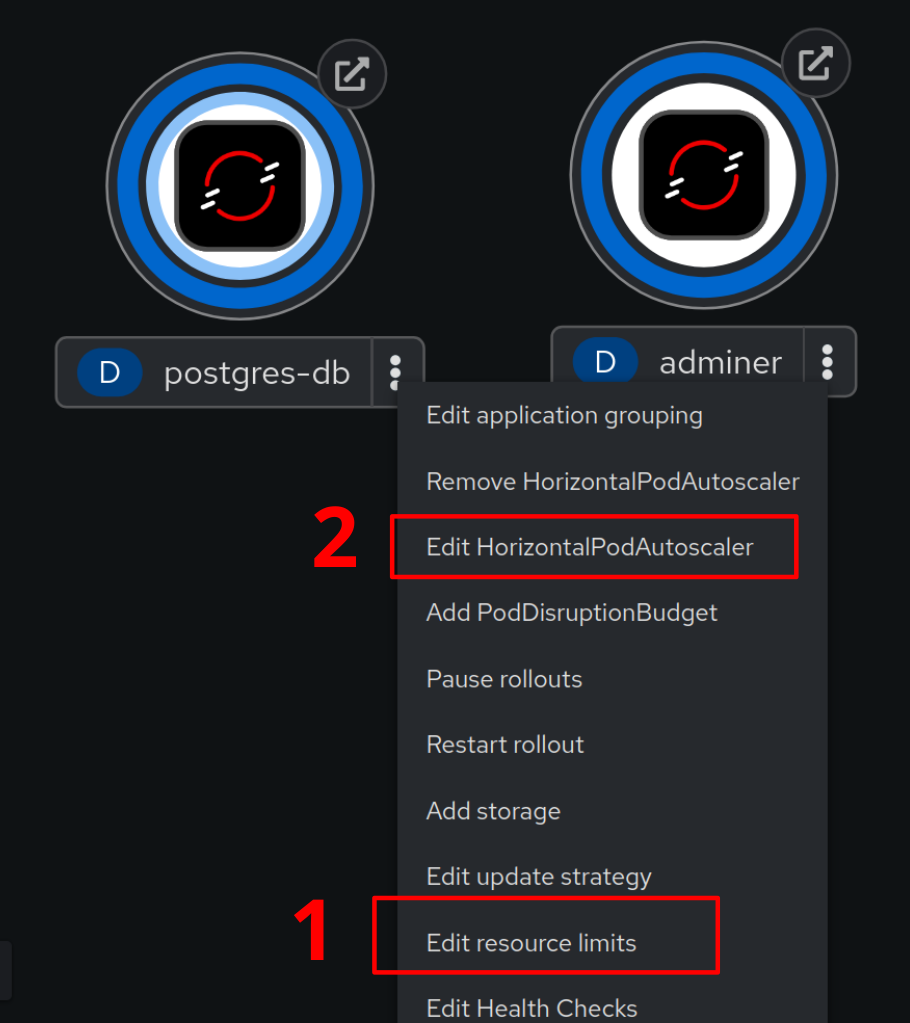 D postgres-db
D adminer
Edit application grouping
Remove HorizontalPodAutoscaler
2
Edit HorizontalPodAutoscaler
Add PodDisruptionBudget
Pause rollouts
Restart rollout
Add storage
Edit update strategy
1
Edit resource limits
Edit Health Checks